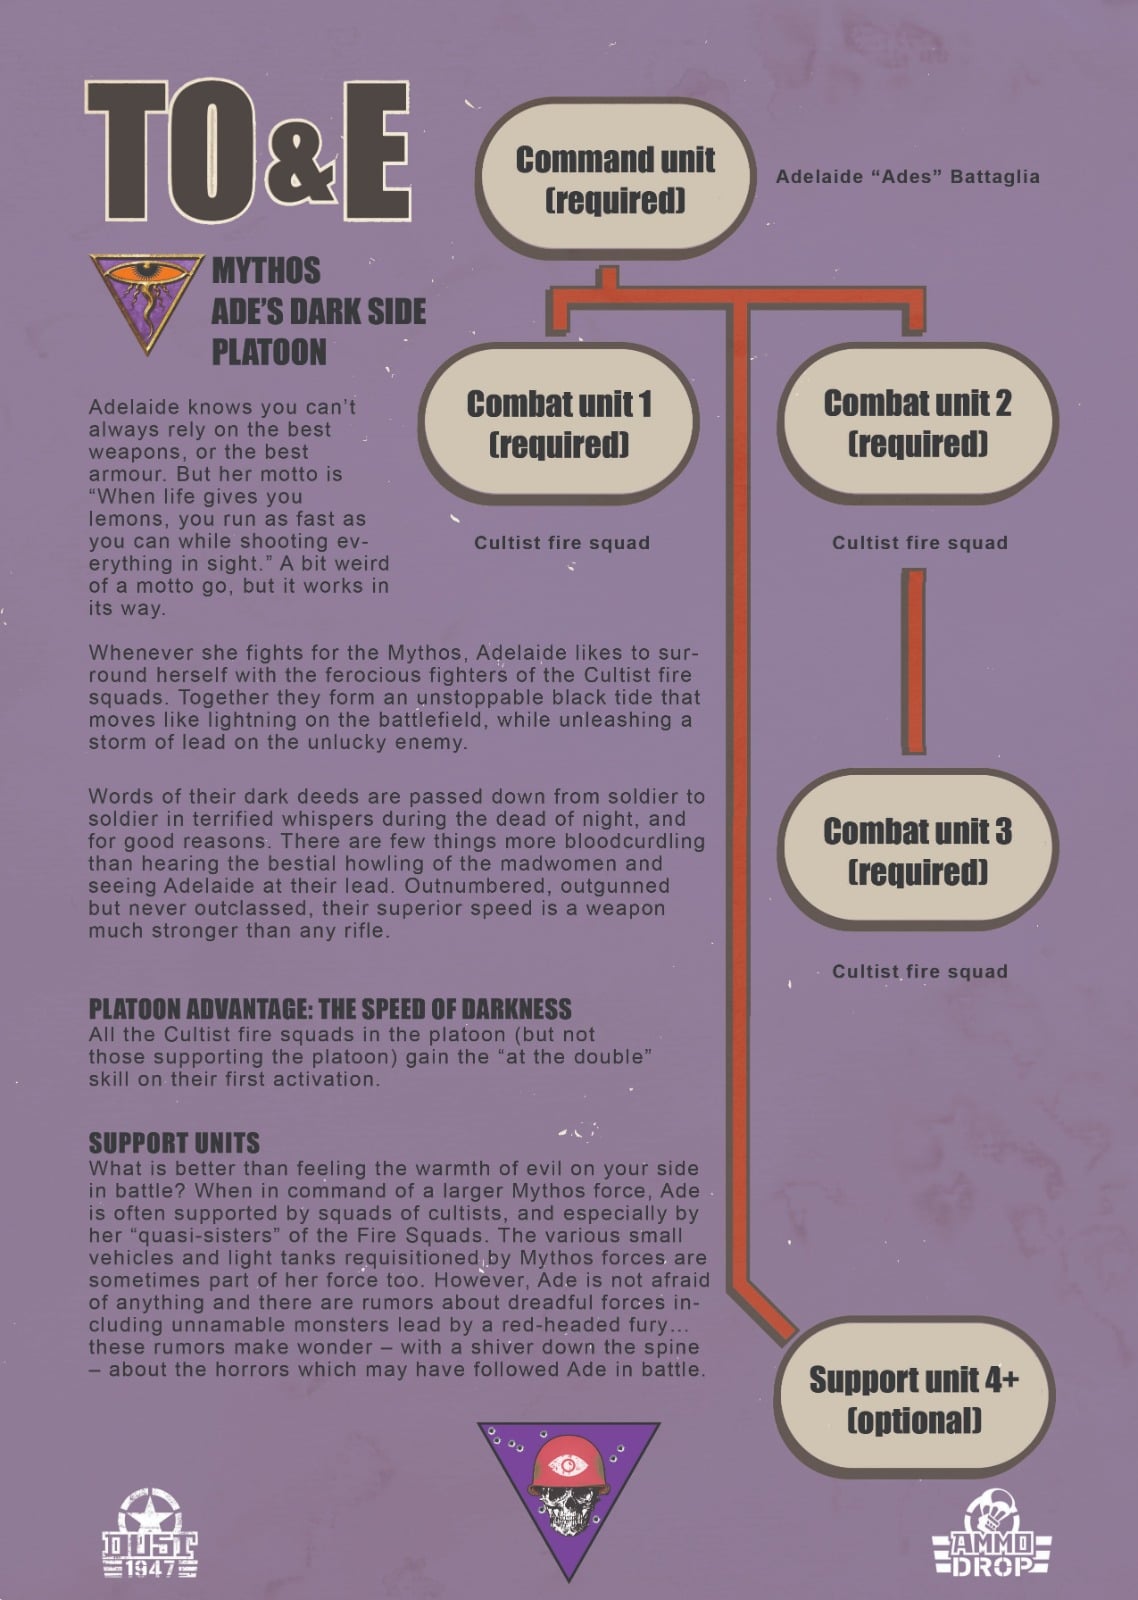 TO&E
MYTHOS
ADE'S DARK SIDE
PLATOON
Command unit
(required)
Adelaide “Ades” Battaglia
Combat unit 1
(required)
Cultist fire squad
Combat unit 2
(required)
Cultist fire squad
Combat unit 3
(required)
Cultist fire squad
Support unit 4+
(optional)
Adelaide knows you can’t
always rely on the best
weapons, or the best
armour. But her motto is
“When life gives you
lemons, you run as fast as
you can while shooting ev-
erything in sight.” A bit weird
of a motto go, but it works in
its way.
Whenever she fights for the Mythos, Adelaide likes to sur-
round herself with the ferocious fighters of the Cultist fire
squads. Together they form an unstoppable black tide that
moves like lightning on the battlefield, while unleashing a
storm of lead on the unlucky enemy.
Words of their dark deeds are passed down from soldier to
soldier in terrified whispers during the dead of night, and
for good reasons. There are few things more bloodcurdling
than hearing the bestial howling of the madwomen and
seeing Adelaide at their lead. Outnumbered, outgunned
but never outclassed, their superior speed is a weapon
much stronger than any rifle.
PLATOON ADVANTAGE: THE SPEED OF DARKNESS
All the Cultist fire squads in the platoon (but not
those supporting the platoon) gain the “at the double”
skill on their first activation.
SUPPORT UNITS
What is better than feeling the warmth of evil on your side
in battle? When in command of a larger Mythos force, Ade
is often supported by squads of cultists, and especially by
her “quasi-sisters” of the Fire Squads. The various small
vehicles and light tanks requisitioned by Mythos forces are
sometimes part of her force too. However, Ade is not afraid
of anything and there are rumors about dreadful forces in-
cluding unnamable monsters lead by a red-headed fury...
these rumors make wonder – with a shiver down the spine
– about the horrors which may have followed Ade in battle.
DUST
1947
AMMO
DROP